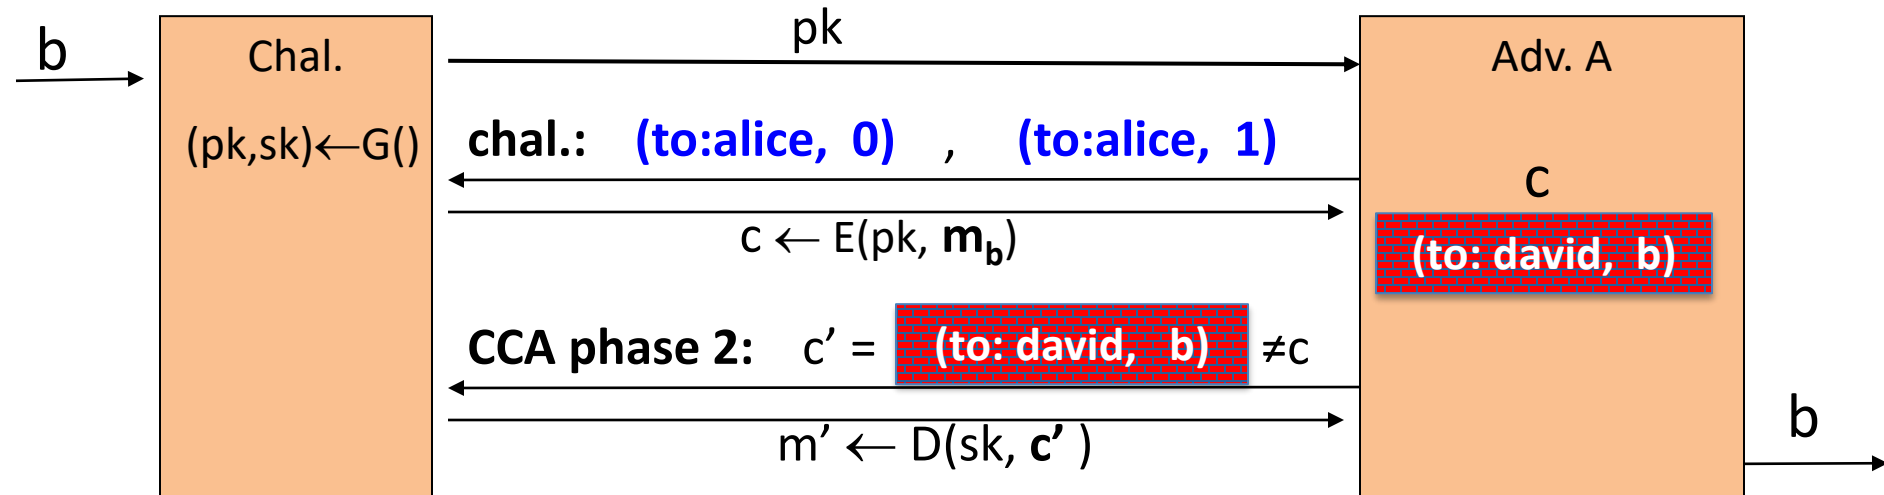 b
Chal.
(pk,sk)←G()
pk
chal.: (to:alice, 0) , (to:alice, 1)
c ← E(pk, m_b)
CCA phase 2: c’ = (to: david, b) ≠c
m’ ← D(sk, c’ )
Adv. A
c
(to: david, b)
b